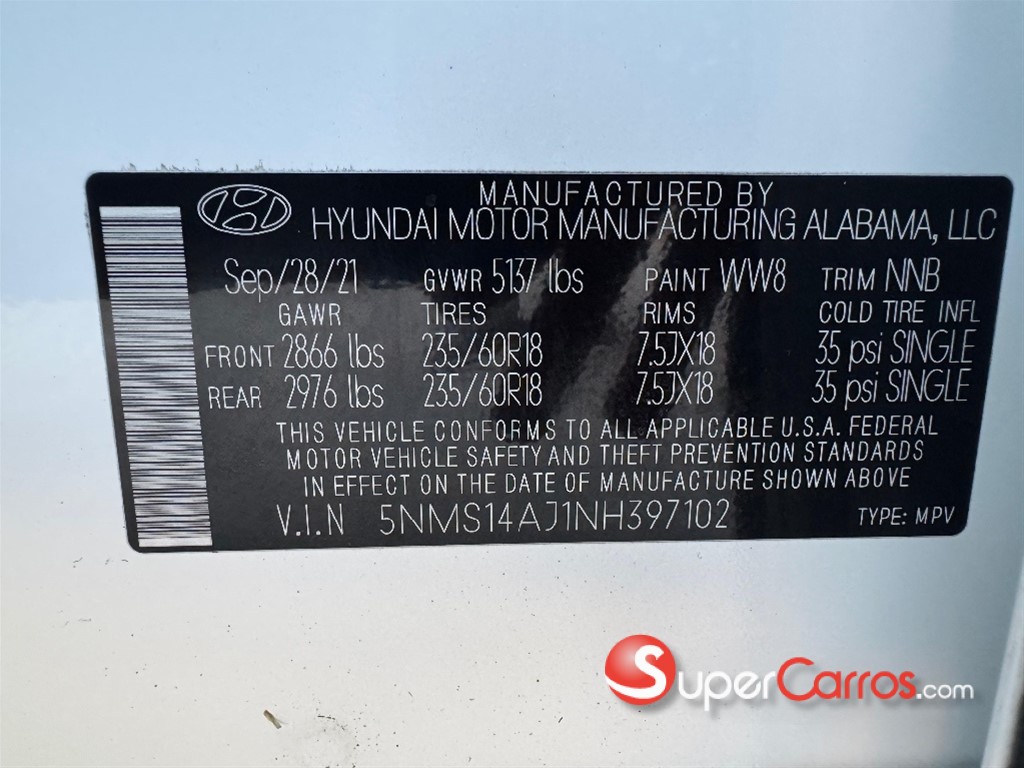 MANUFACTURED BY
HYUNDAI MOTOR MANUFACTURING ALABAMA, LLC
Sep/28/21 GVWR 5137 lbs PAINT WW8 TRIM NNB
GAWR TIRES RIMS COLD TIRE INFL
FRONT 2866 lbs 235/60R18 7.5JX18 35 psi SINGLE
REAR 2976 lbs 235/60R18 7.5JX18 35 psi SINGLE
THIS VEHICLE CONFORMS TO ALL APPLICABLE U.S.A. FEDERAL
MOTOR VEHICLE SAFETY AND THEFT PREVENTION STANDARDS
IN EFFECT ON THE DATE OF MANUFACTURE SHOWN ABOVE
V.I.N 5NMS14AJ1NH397102 TYPE: MPV
SuperCarros.com